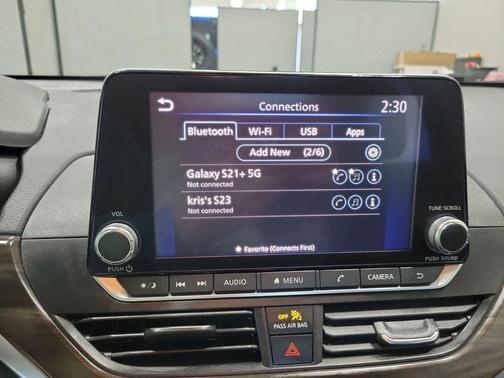 Connections 2:30
Bluetooth Wi-Fi USB Apps
Add New (2/6)
Galaxy S21+ 5G
Not connected
kris's S23
Not connected
Favorite (Connects First)
VOL
TUNE·SCROLL
PUSH
PUSH SOUND
AUDIO MENU CAMERA
OFF
PASS AIR BAG